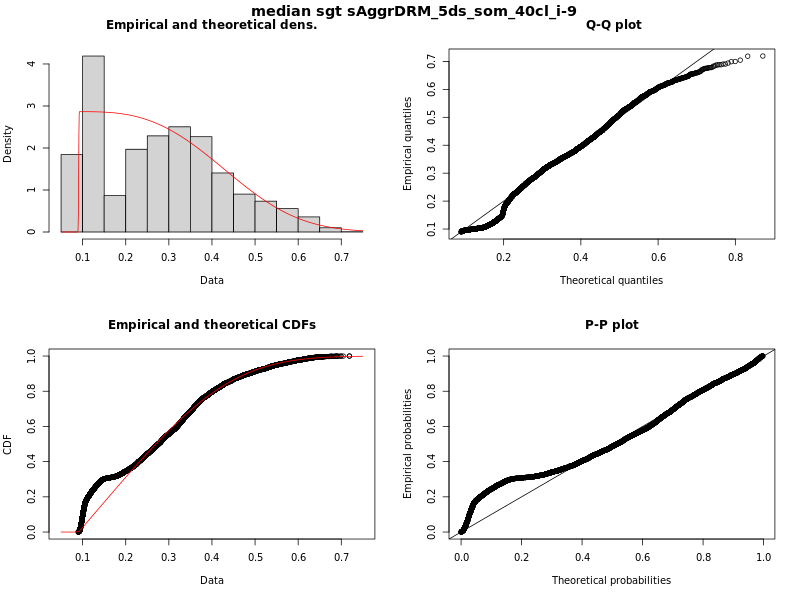 median sgt sAggrDRM_5ds_som_40cl_i-9
Empirical and theoretical dens.
Density
0
1
2
3
4
0.1 0.2 0.3 0.4 0.5 0.6 0.7
Data
Q-Q plot
Empirical quantiles
0.1 0.2 0.3 0.4 0.5 0.6 0.7
0.2 0.4 0.6 0.8
Theoretical quantiles
Empirical and theoretical CDFs
CDF
0.0 0.2 0.4 0.6 0.8 1.0
0.1 0.2 0.3 0.4 0.5 0.6 0.7
Data
P-P plot
Empirical probabilities
0.0 0.2 0.4 0.6 0.8 1.0
0.0 0.2 0.4 0.6 0.8 1.0
Theoretical probabilities